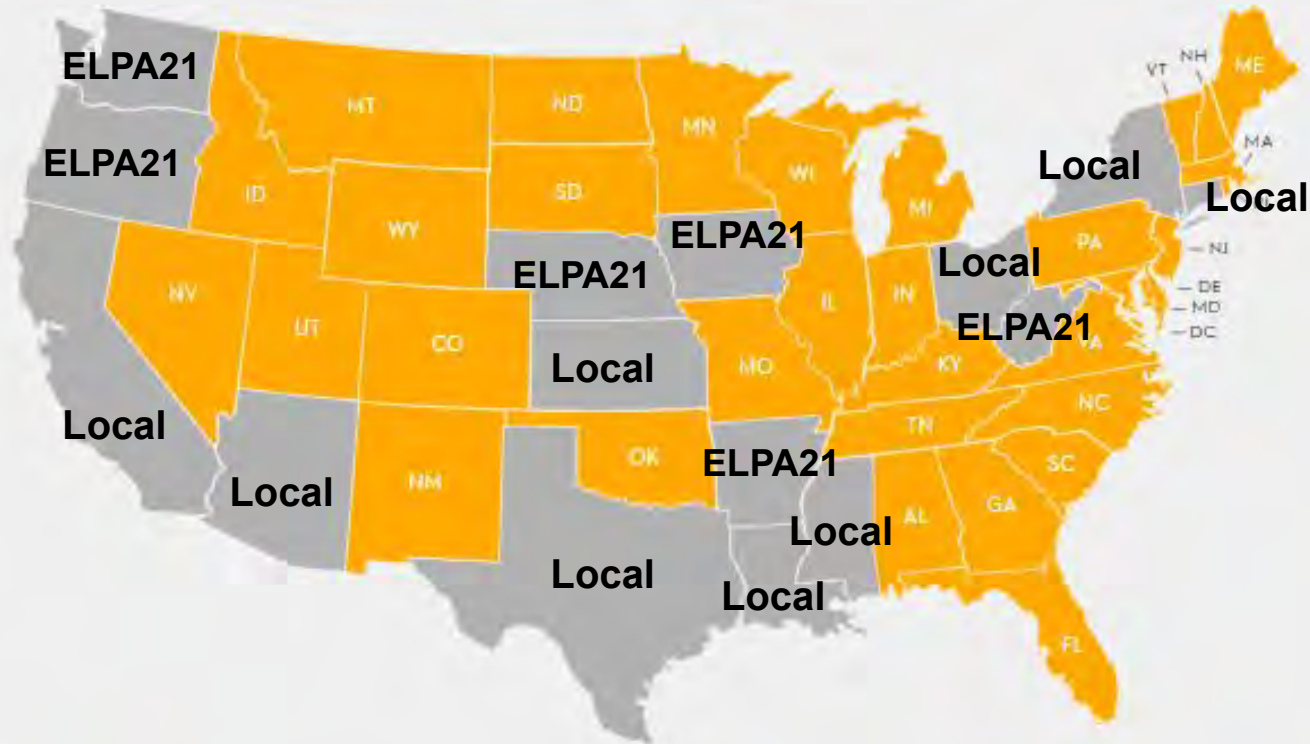 ELPA21
NH
ME
VT
MT
ND
MN
MA
ELPA21
Local
WI
Local
ID
SD
MI
WY
ELPA21
PA
NJ
ELPA21
Local
DE
NV
IL
IN
MD
UT
CO
ELPA21
VA
DC
Local
MO
KY
NC
Local
TN
OK
ELPA21
SC
NM
Local
AL
GA
Local
Local
Local
FL